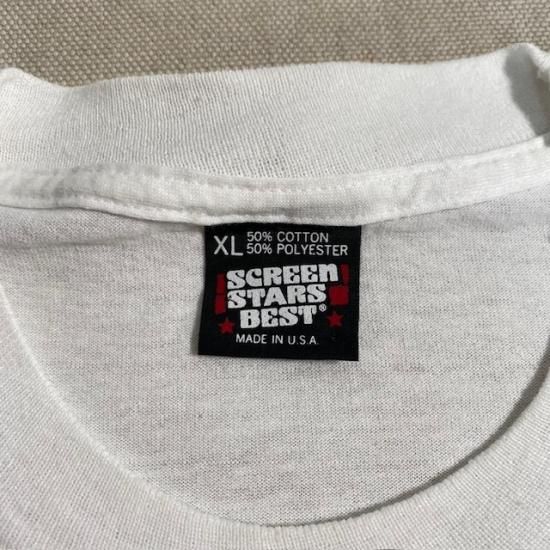 XL 50% COTTON
50% POLYESTER
SCREEN
STARS
BEST®
MADE IN U.S.A.